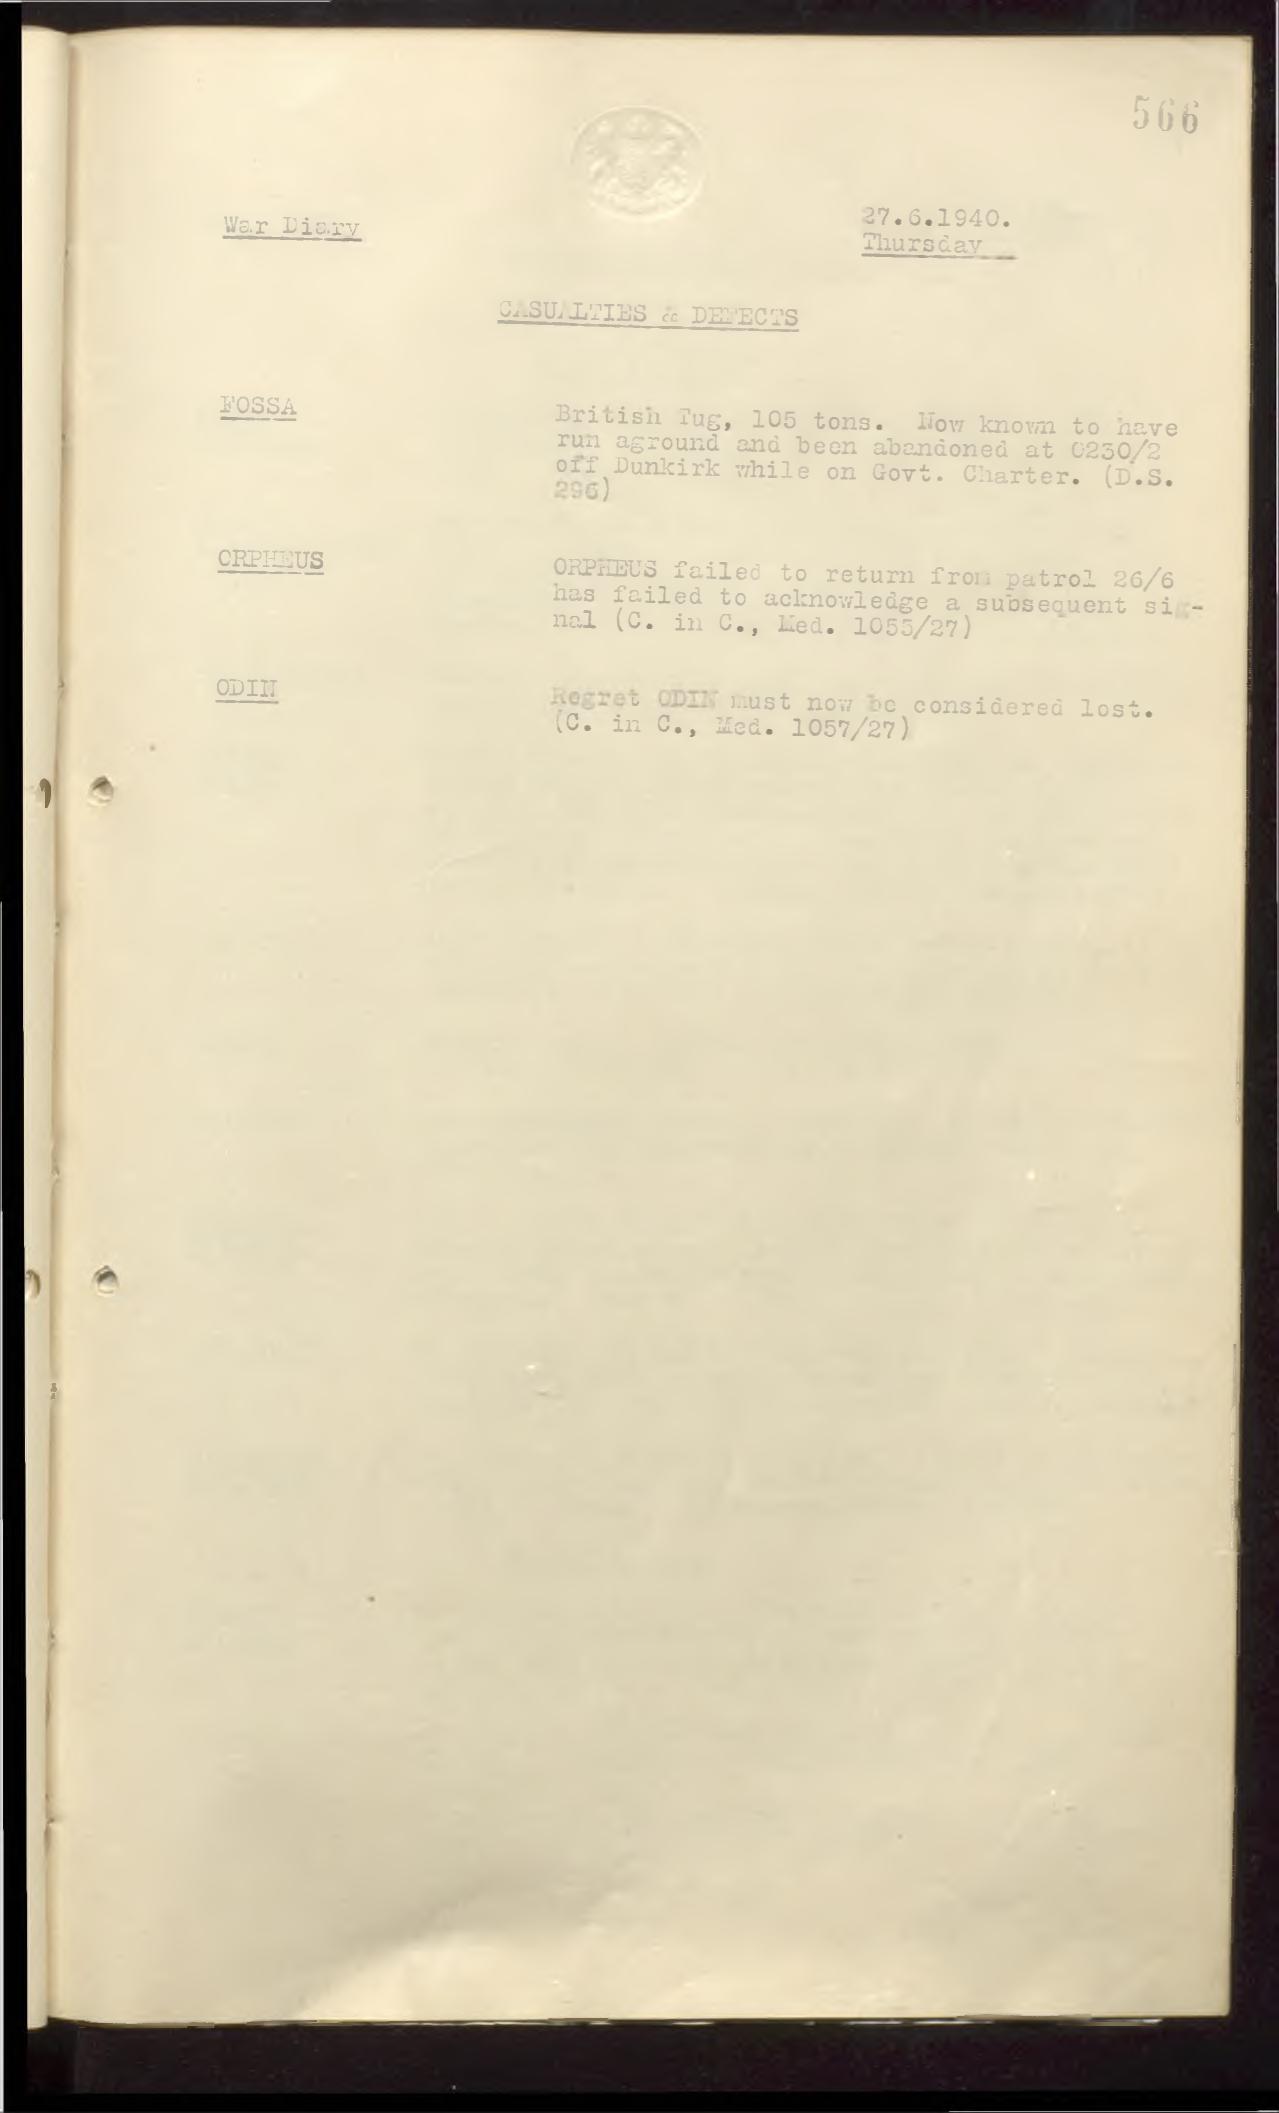 566
War Diary
27.6.1940.
Thursday
CASUALTIES & DEFECTS
FOSSA
British Tug, 105 tons. Now known to have
run aground and been abandoned at 0230/2
off Dunkirk while on Govt. Charter. (D.S.
296)
ORPHEUS
ORPHEUS failed to return from patrol 26/6
has failed to acknowledge a subsequent sig-
nal (C. in C., Med. 1055/27)
ODIN
Regret ODIN must now be considered lost.
(C. in C., Med. 1057/27)